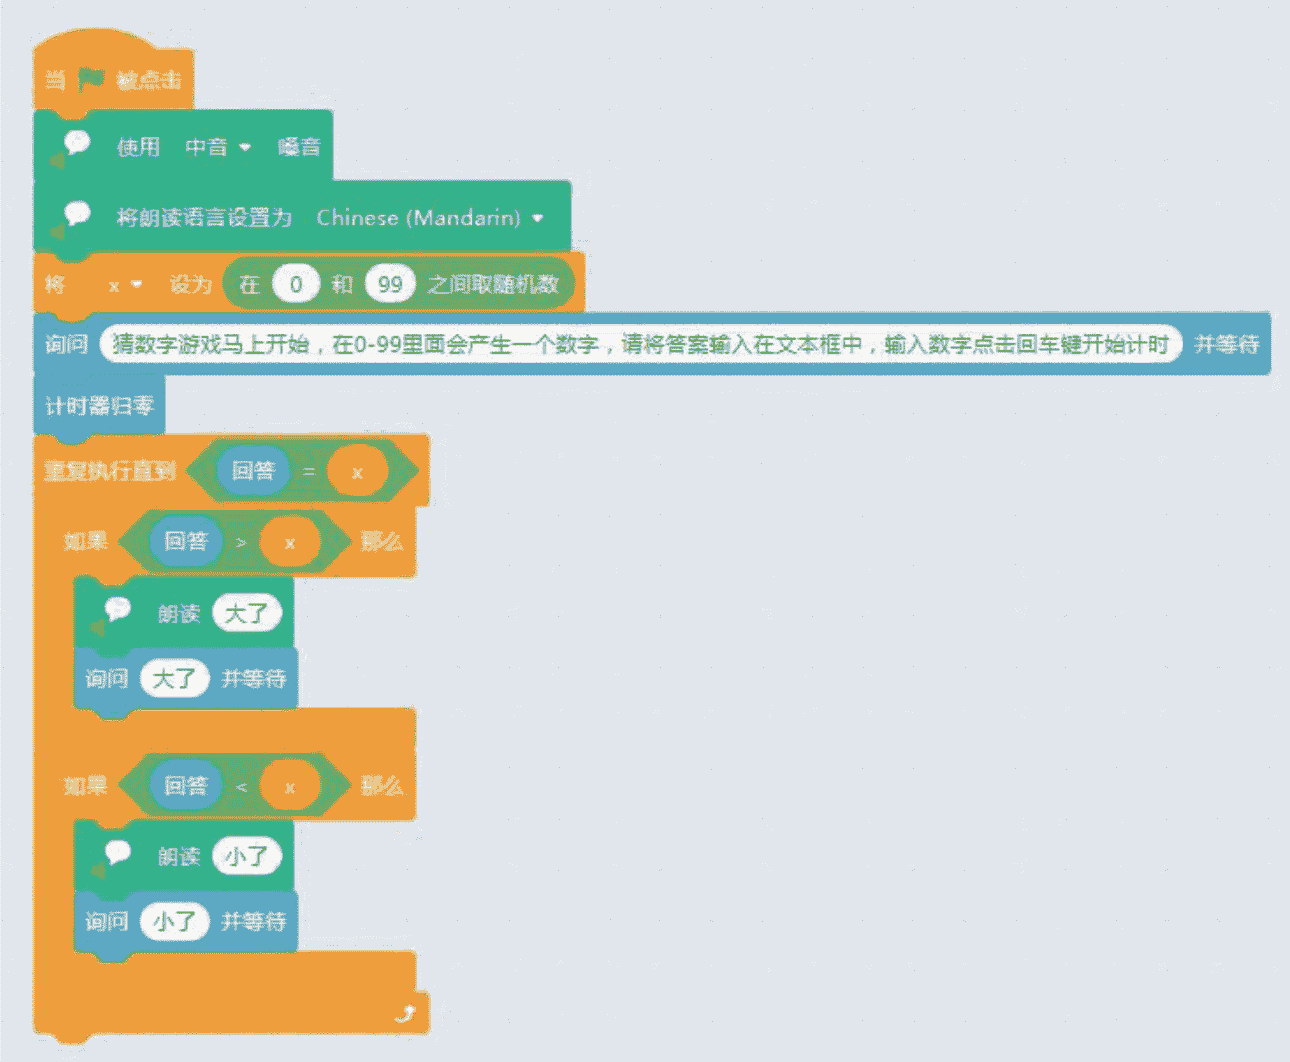 当 被点击
使用 中音 嗓音
将朗读语言设置为 Chinese (Mandarin)
将 x 设为 在 0 和 99 之间取随机数
询问 猜数字游戏马上开始，在0-99里面会产生一个数字，请将答案输入在文本框中，输入数字点击回车键开始计时 并等待
计时器归零
重复执行直到 回答 = x
如果 回答 > x 那么
朗读 大了
询问 大了 并等待
如果 回答 < x 那么
朗读 小了
询问 小了 并等待